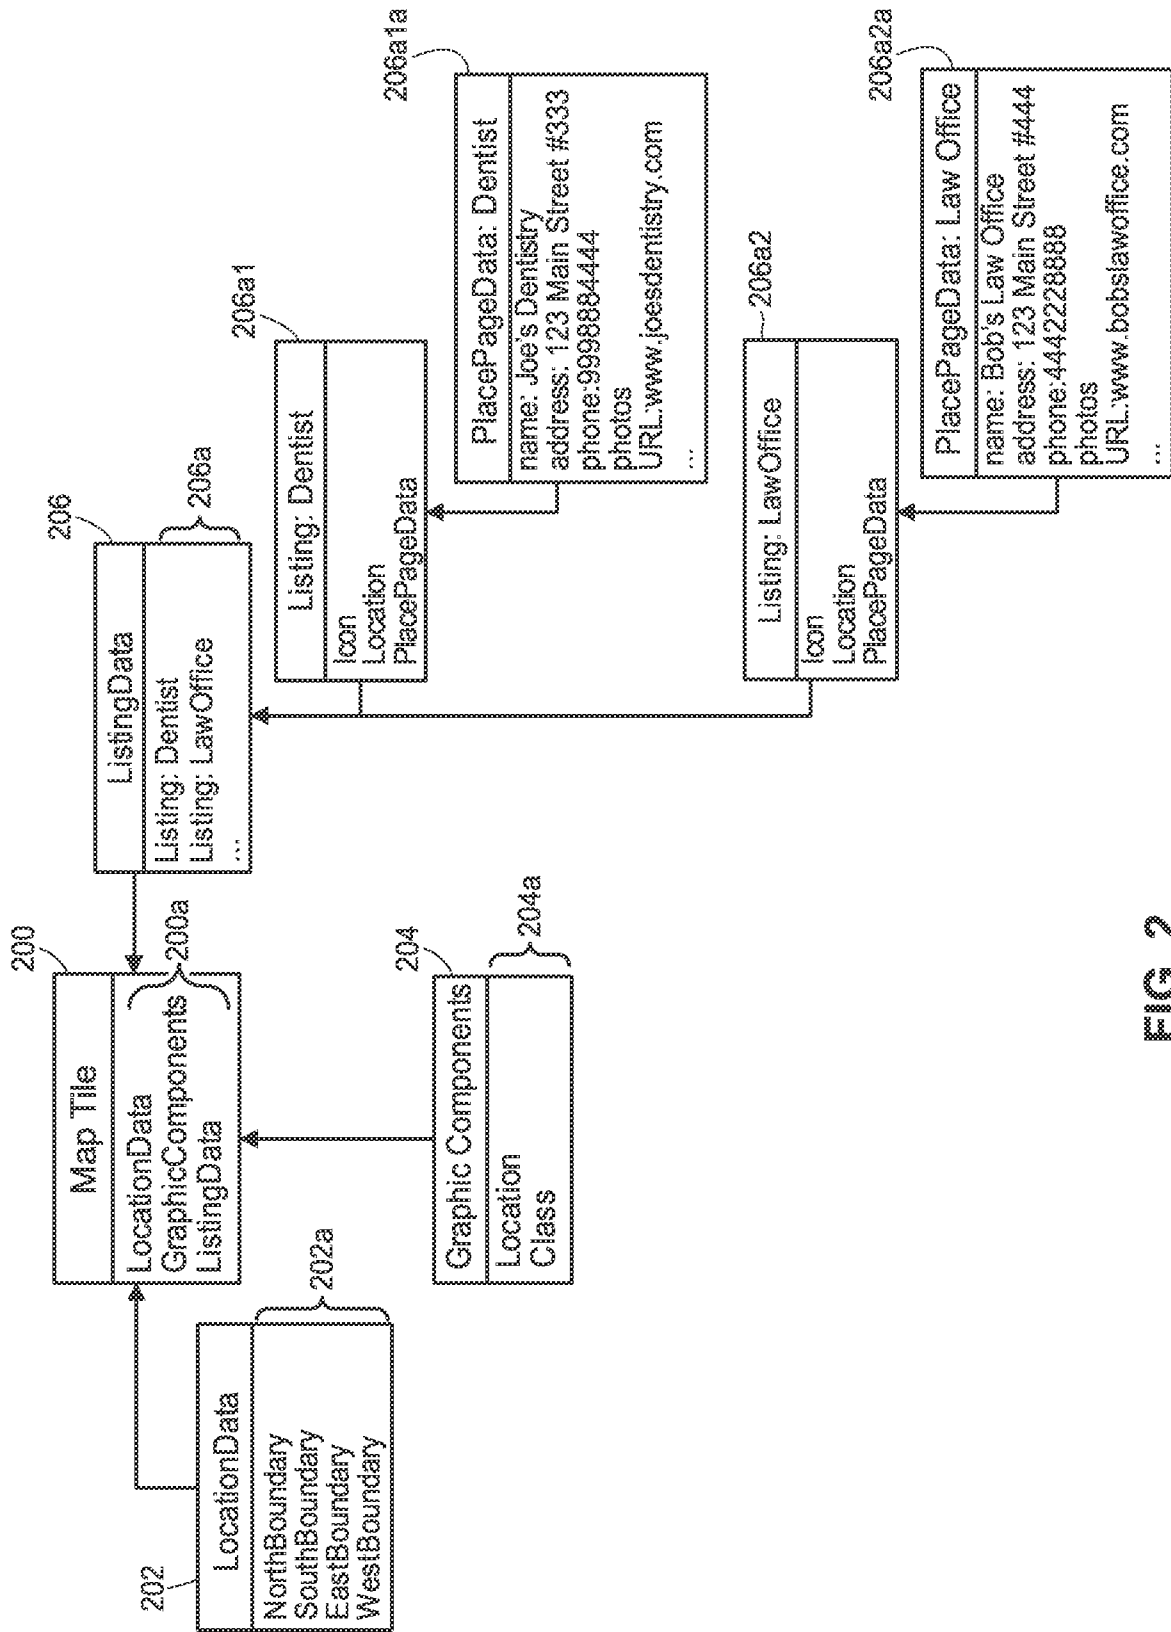 202
LocationData
NorthBoundary
SouthBoundary
EastBoundary
WestBoundary
202a
200
Map Tile
LocationData
GraphicComponents
ListingData
200a
204
Graphic Components
Location
Class
204a
206
ListingData
Listing: Dentist
Listing: LawOffice
...
206a
206a1
Listing: Dentist
Icon
Location
PlacePageData
206a1a
PlacePageData: Dentist
name: Joe's Dentistry
address: 123 Main Street #333
phone:9998884444
photos
URL:www.joesdentistry.com
...
206a2
Listing: LawOffice
Icon
Location
PlacePageData
206a2a
PlacePageData: Law Office
name: Bob's Law Office
address: 123 Main Street #444
phone:4442228888
photos
URL:www.bobslawoffice.com
...
FIG. 2